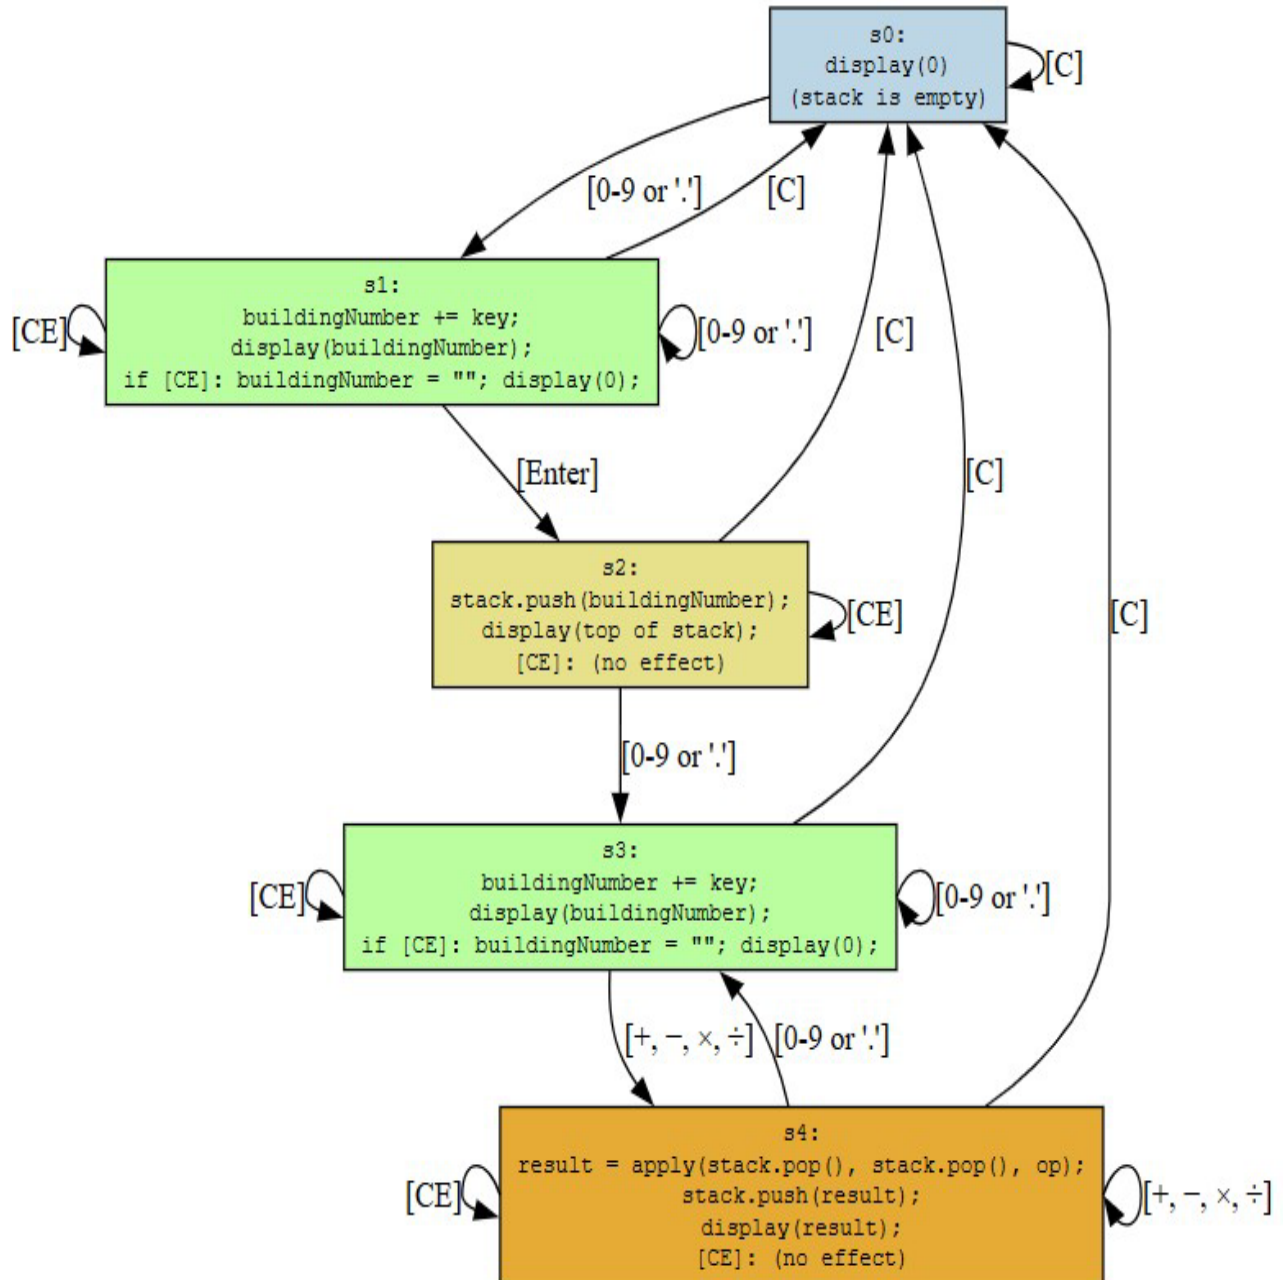 s0:
display(0)
(stack is empty)
[C]
[0-9 or '.']
[C]
s1:
buildingNumber += key;
display(buildingNumber);
if [CE]: buildingNumber = ""; display(0);
[CE]
[0-9 or '.']
[C]
[Enter]
[C]
s2:
stack.push(buildingNumber);
display(top of stack);
[CE]: (no effect)
[CE]
[C]
[0-9 or '.']
s3:
buildingNumber += key;
display(buildingNumber);
if [CE]: buildingNumber = ""; display(0);
[CE]
[0-9 or '.']
[+, −, ×, ÷]
[0-9 or '.']
s4:
result = apply(stack.pop(), stack.pop(), op);
stack.push(result);
display(result);
[CE]: (no effect)
[CE]
[+, −, ×, ÷]